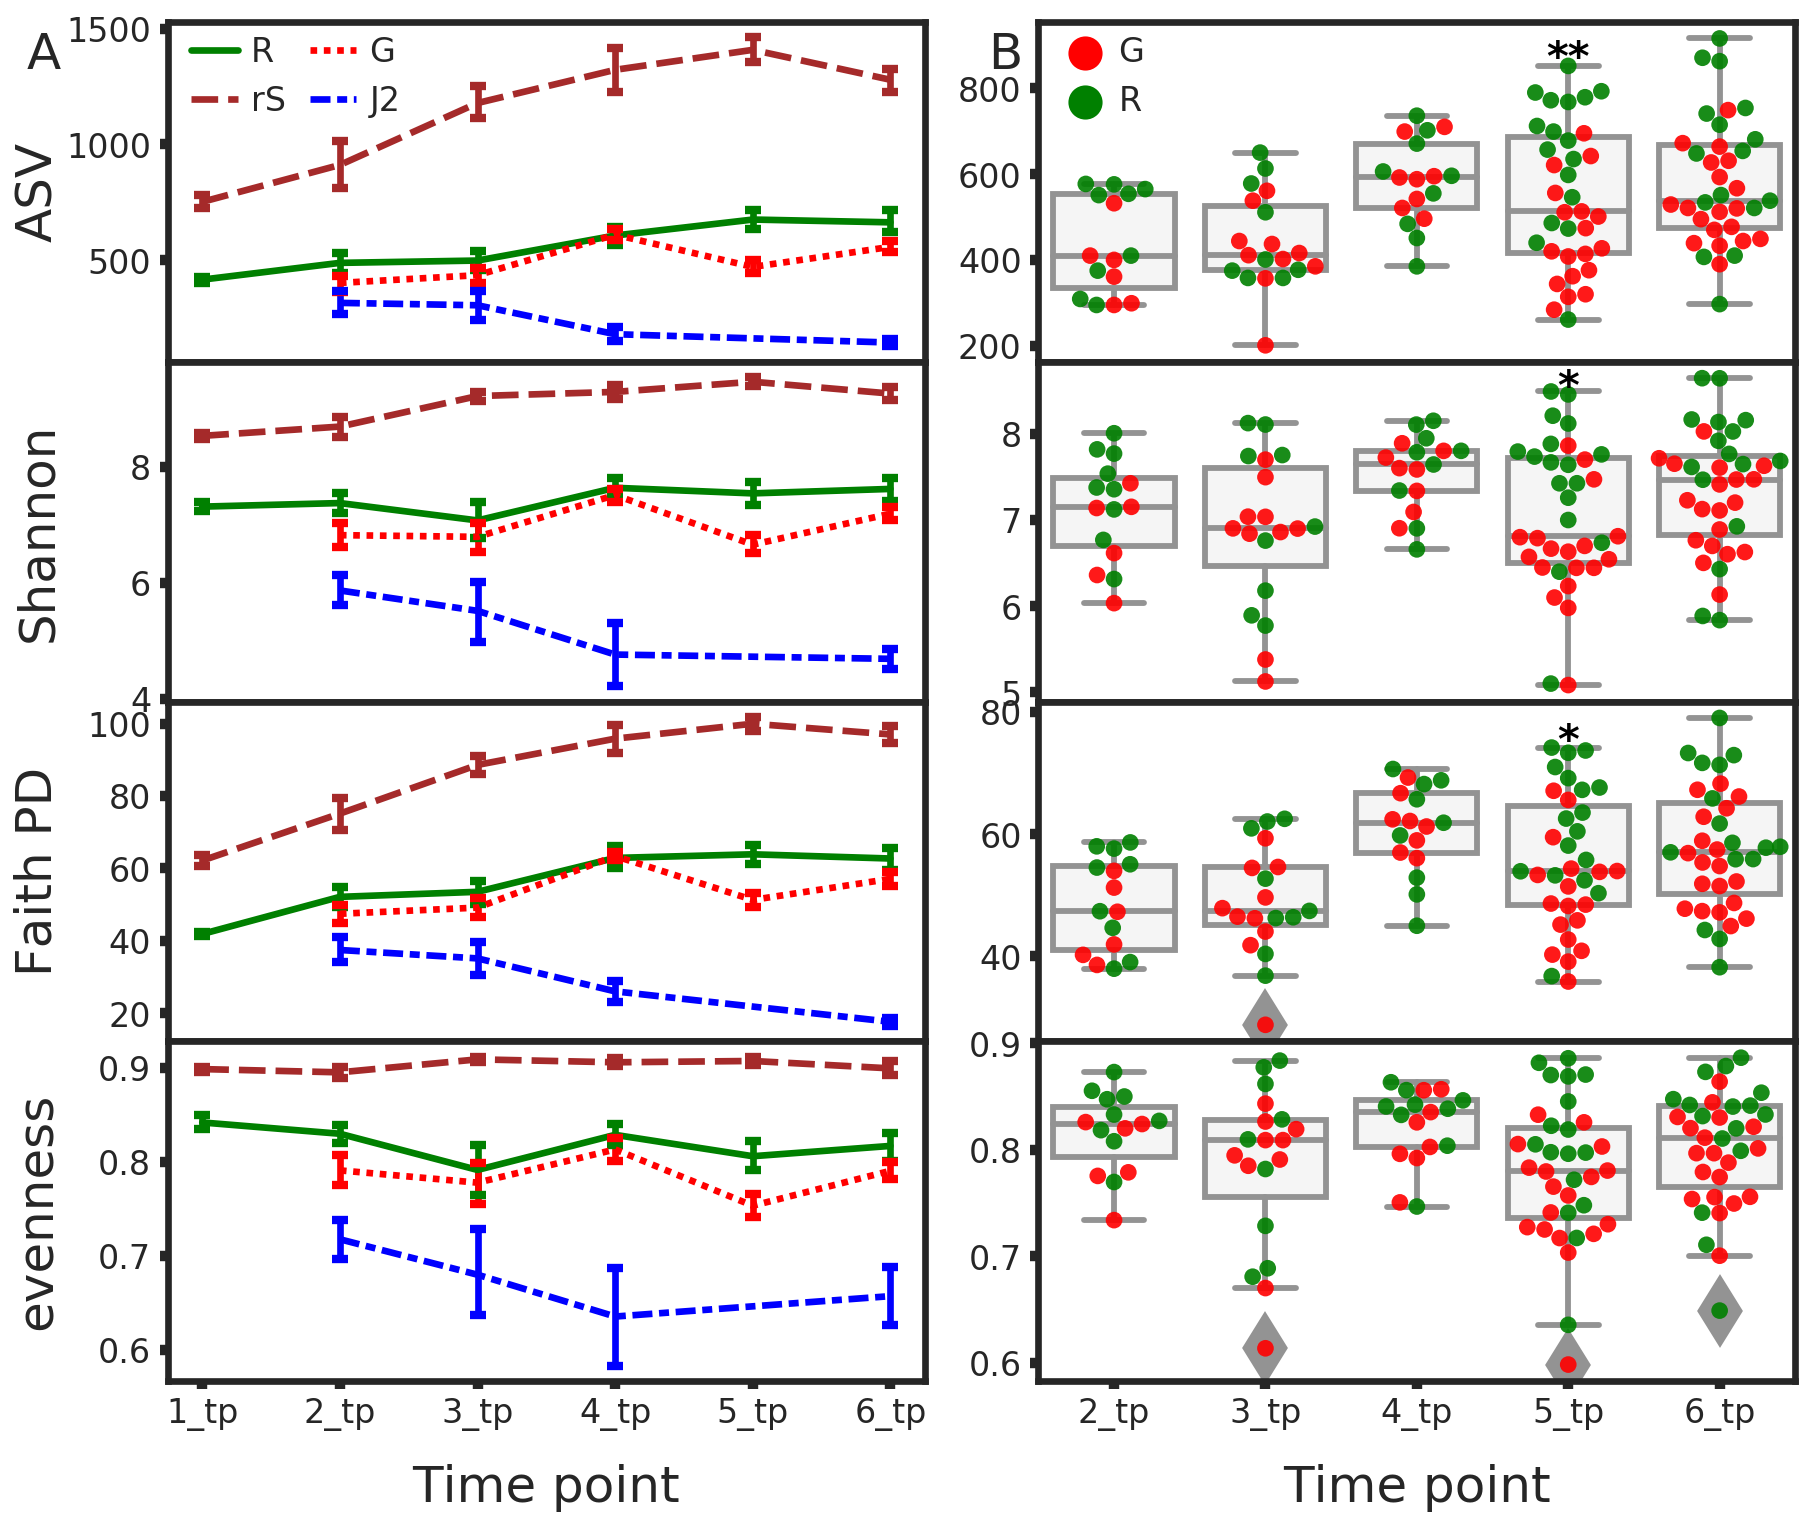 A
R
G
rS
J2
1500
1000
500
ASV
8
6
4
Shannon
100
80
60
40
20
Faith PD
0.9
0.8
0.7
0.6
evenness
1_tp 2_tp 3_tp 4_tp 5_tp 6_tp
Time point
B
G
R
**
800
600
400
200
*
8
7
6
5
*
80
60
40
0.9
0.8
0.7
0.6
2_tp 3_tp 4_tp 5_tp 6_tp
Time point